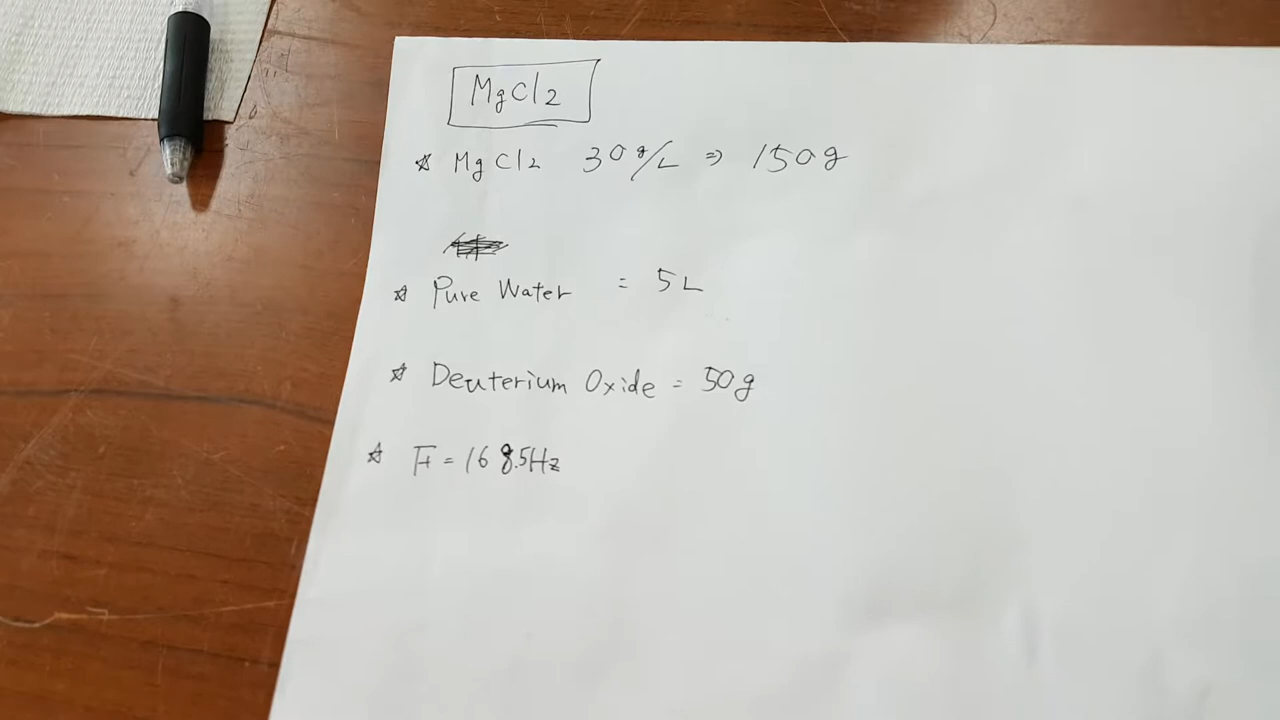 MgCl2
☆ MgCl2 30g/L ⇒ 150g
☆ Pure Water = 5L
☆ Deuterium Oxide = 50g
☆ F = 168.5Hz